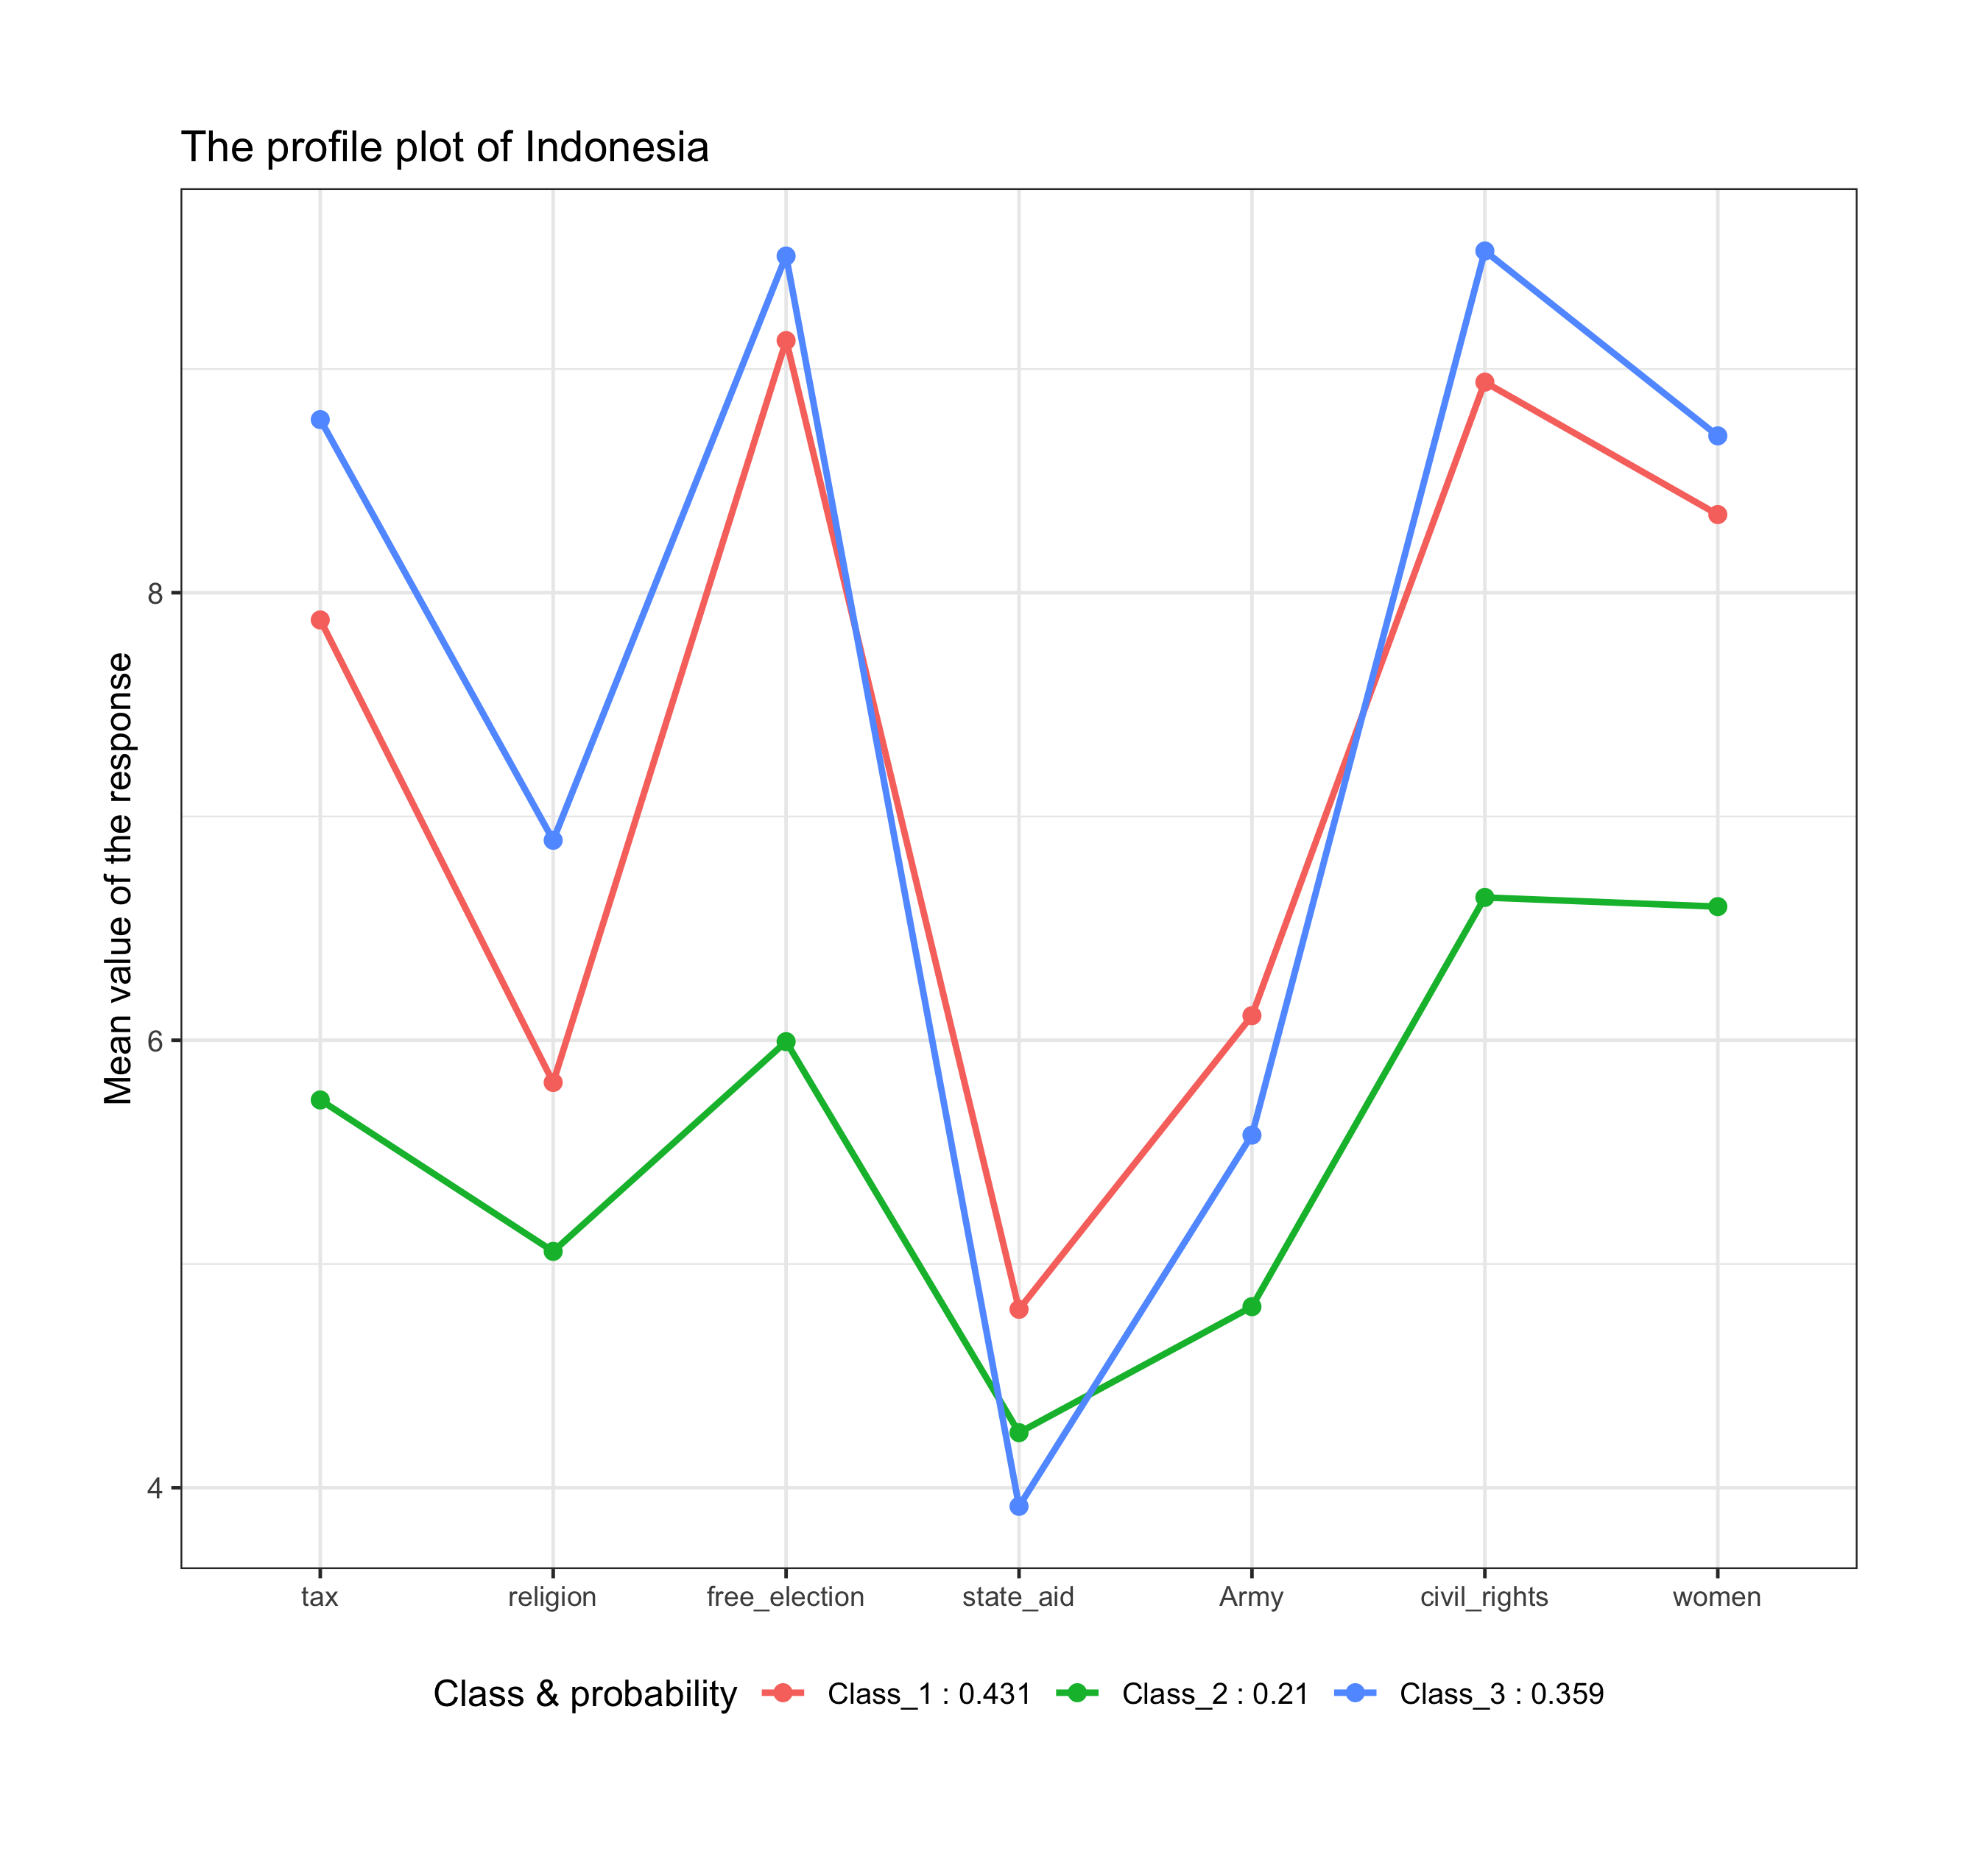 The profile plot of Indonesia
Mean value of the response
8
6
4
tax religion free_election state_aid Army civil_rights women
Class & probability Class_1 : 0.431 Class_2 : 0.21 Class_3 : 0.359